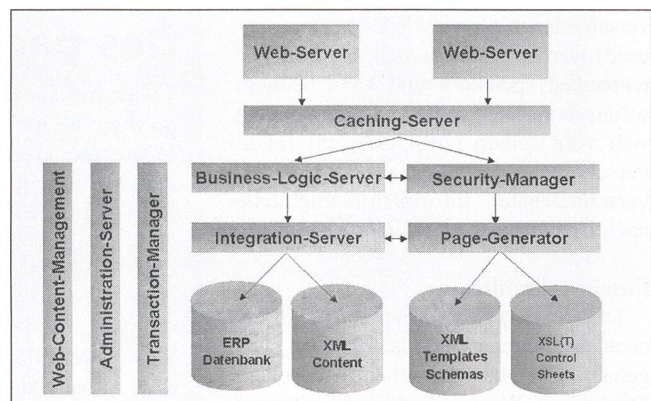 Web-Server
Web-Server
Caching-Server
Business-Logic-Server
Security-Manager
Integration-Server
Page-Generator
Web-Content-Management
Administration-Server
Transaction-Manager
ERP
Datenbank
XML
Content
XML
Templates
Schemas
XSL(T)
Control
Sheets